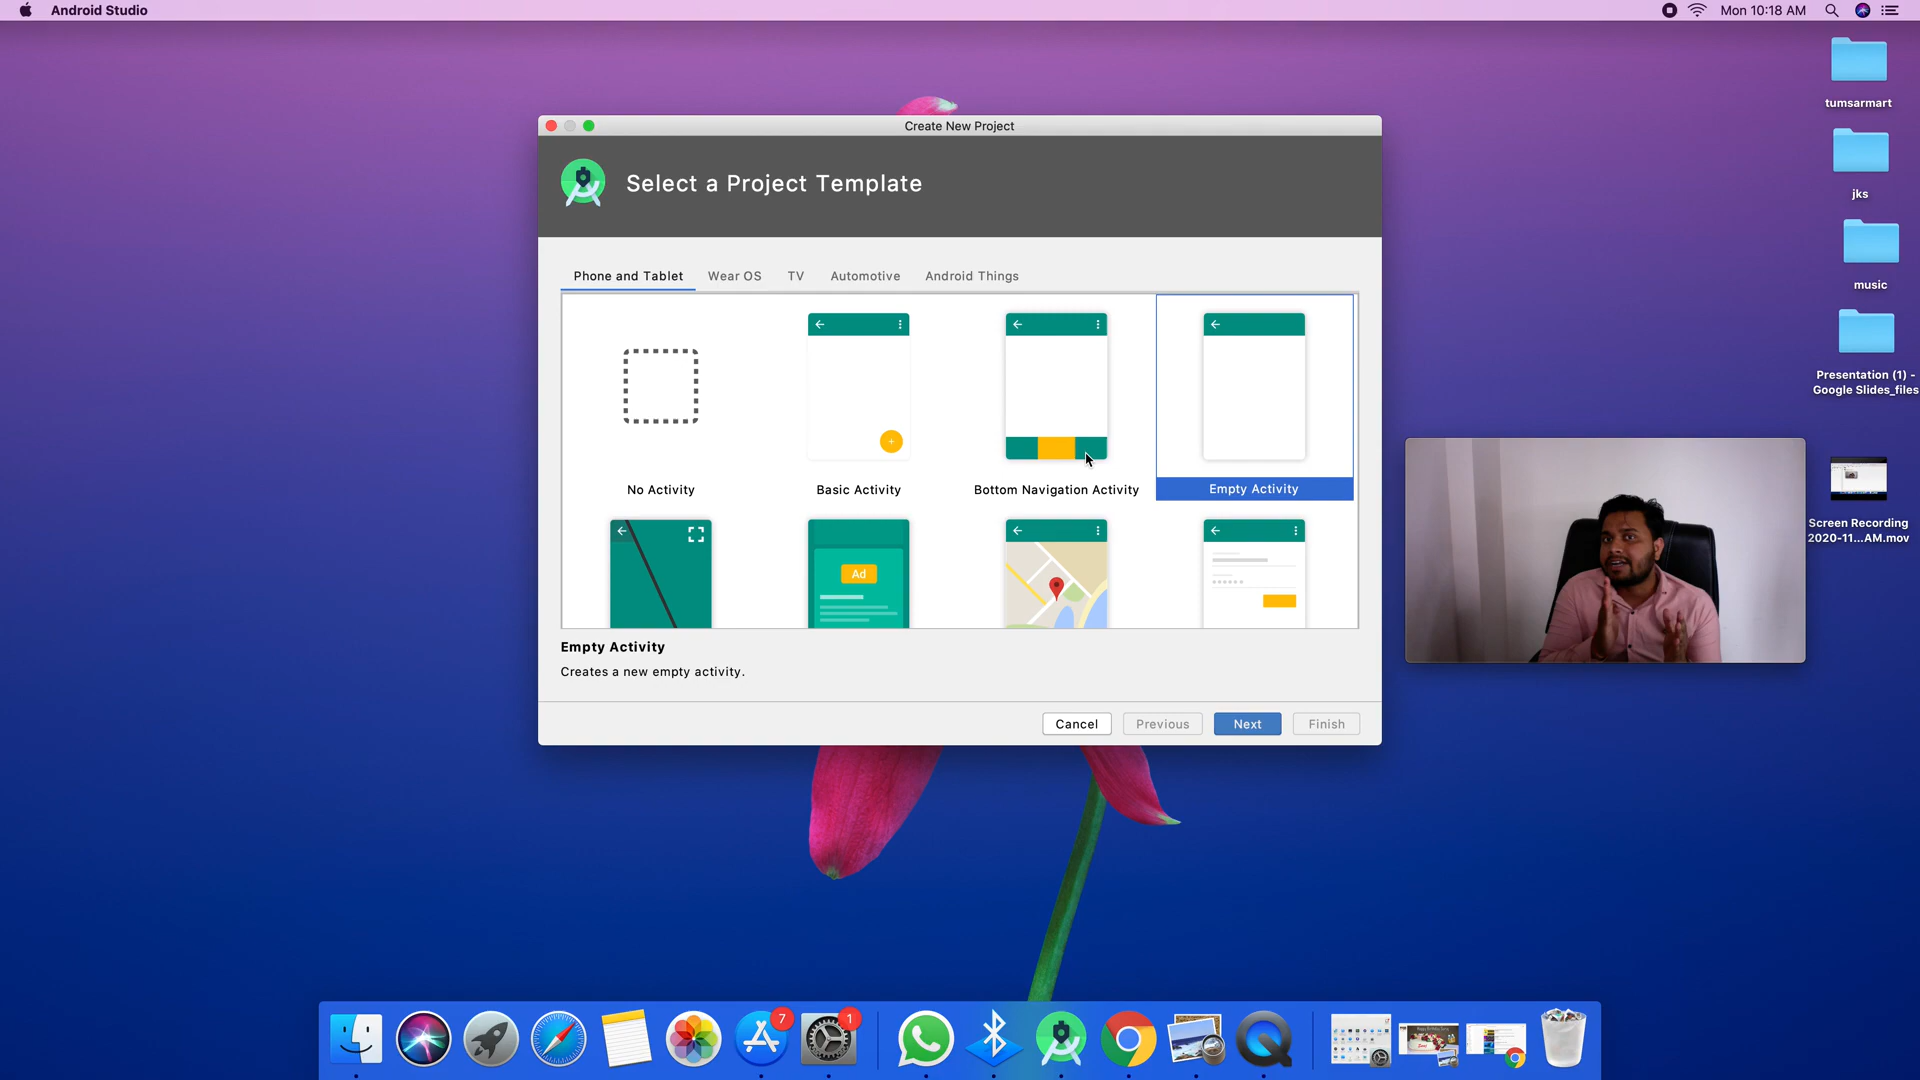 Android Studio
Mon 10:18 AM
tumsarmart
jks
music
Presentation (1) -
Google Slides_files
Screen Recording
2020-11...AM.mov
Create New Project
Select a Project Template
Phone and Tablet
Wear OS
TV
Automotive
Android Things
No Activity
Basic Activity
Bottom Navigation Activity
Empty Activity
Ad
Empty Activity
Creates a new empty activity.
Cancel
Previous
Next
Finish
7
1